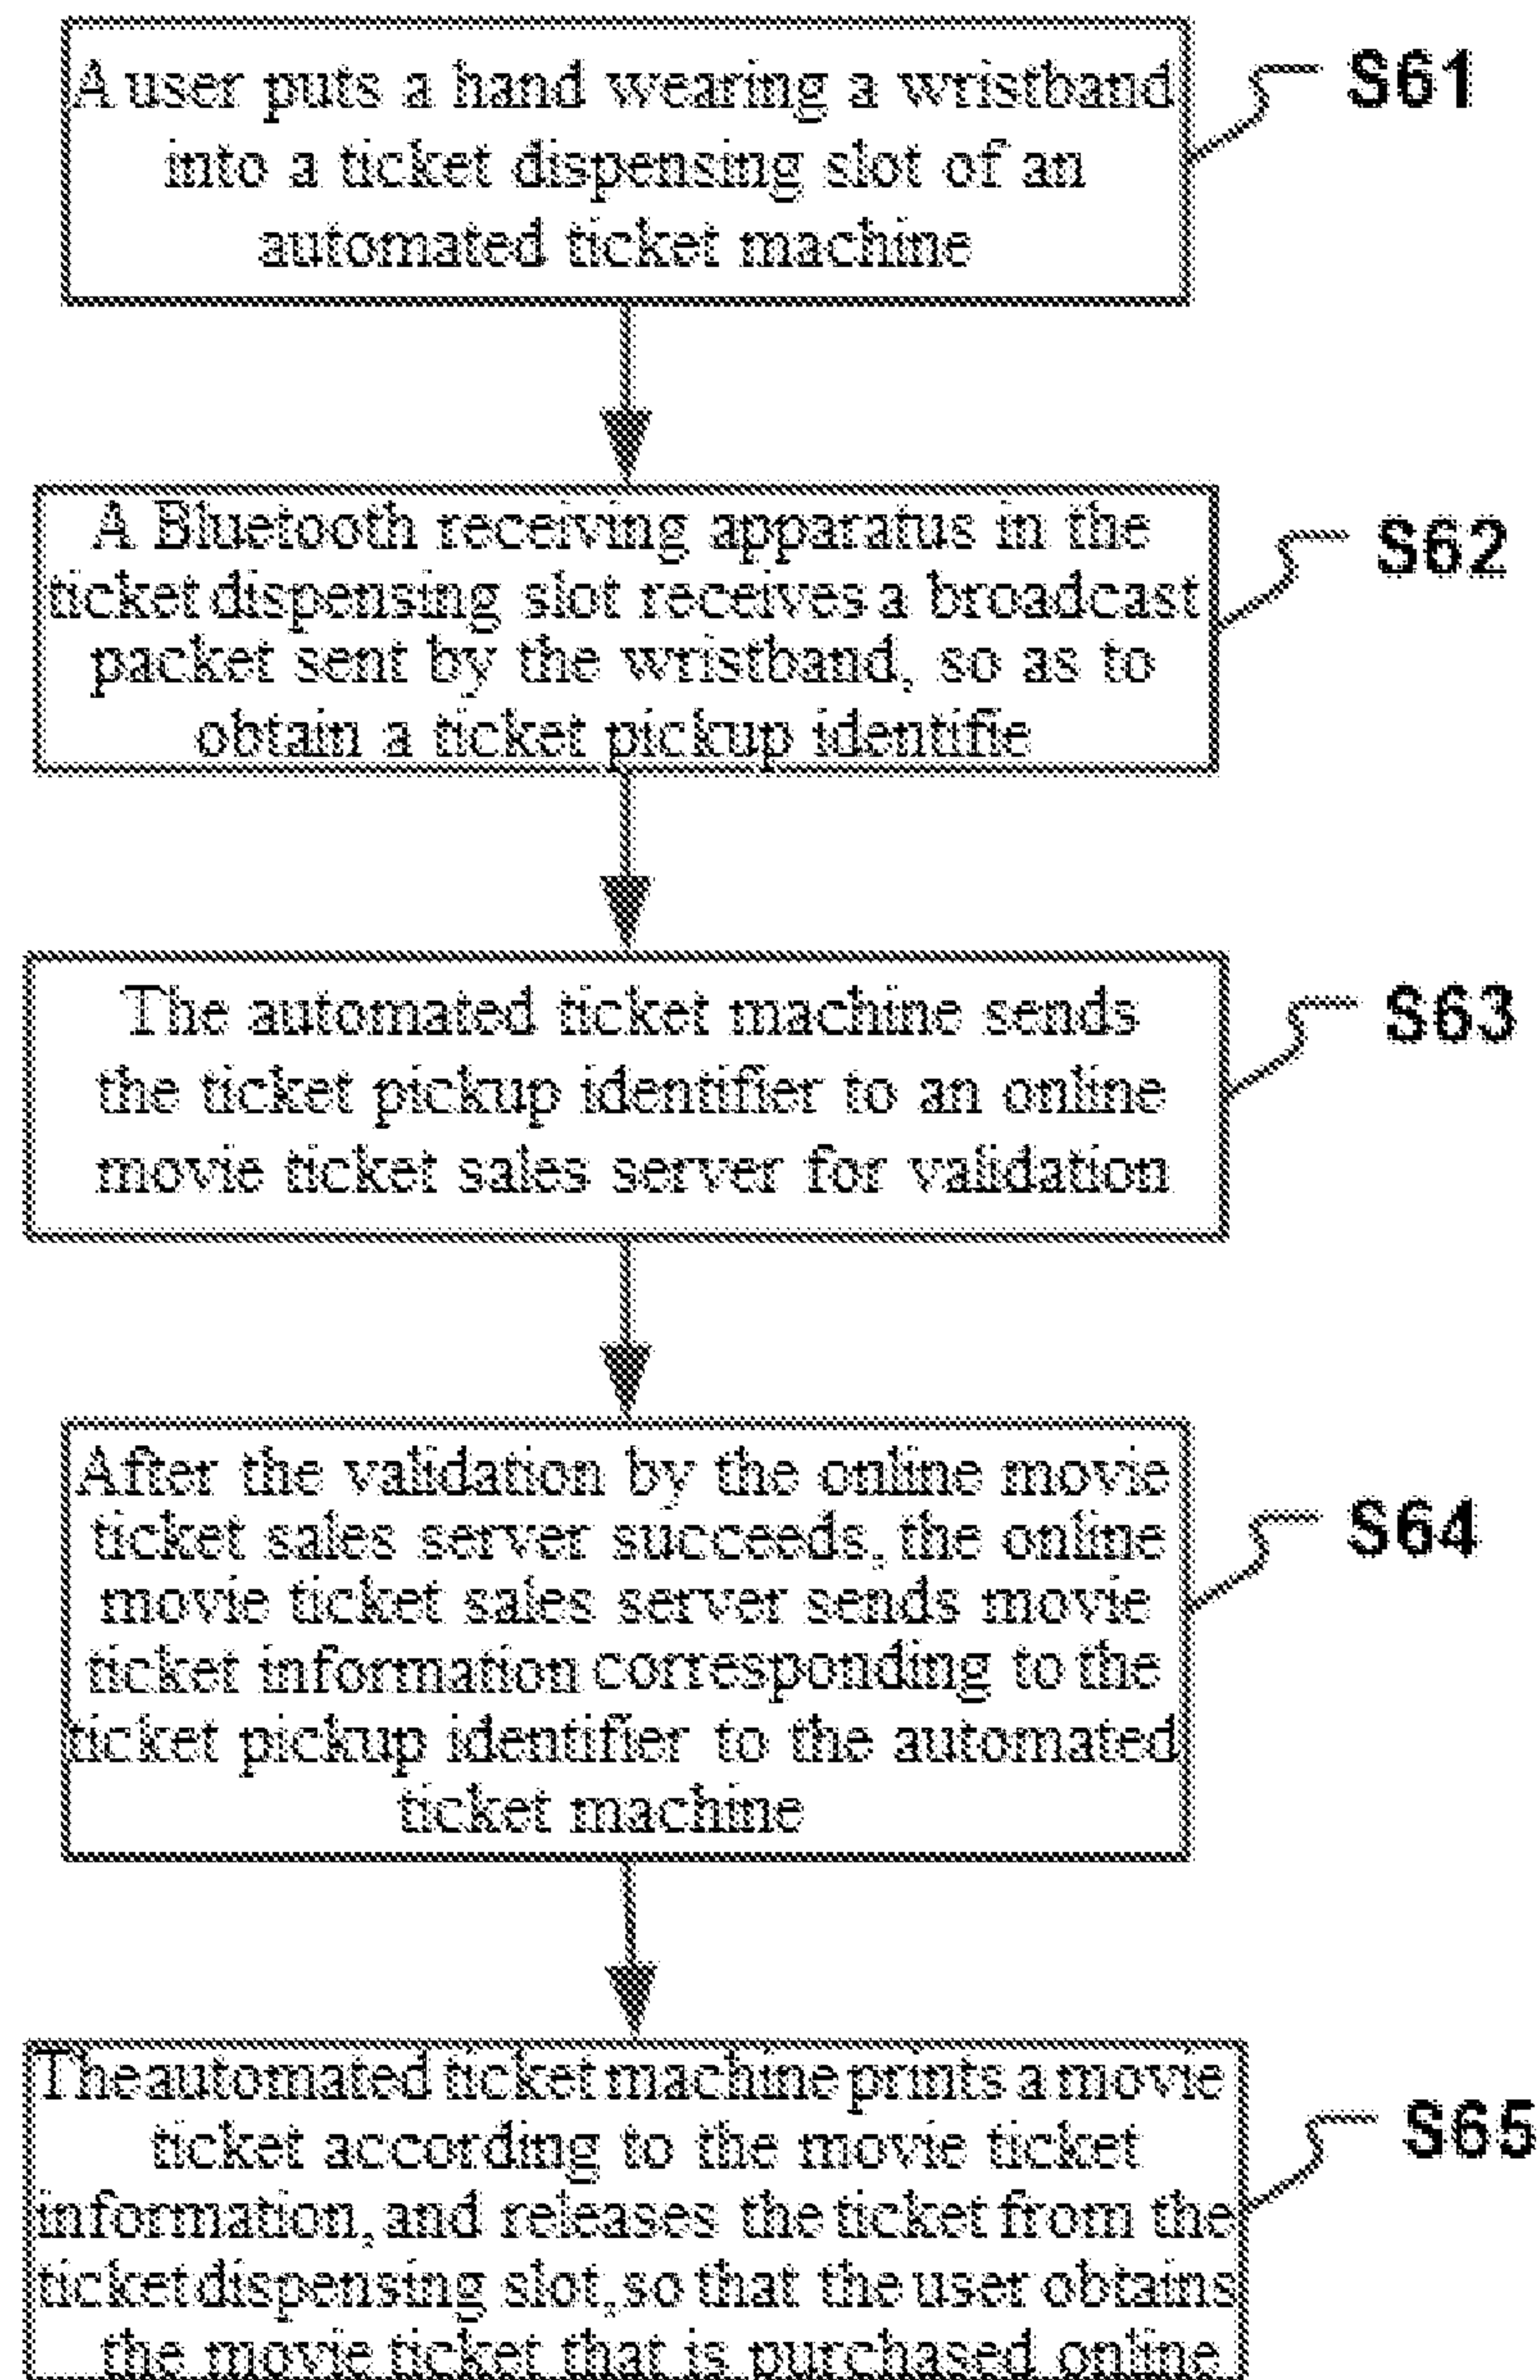 A user puts a hand wearing a wristband
into a ticket dispensing slot of an
automated ticket machine
S61
A Bluetooth receiving apparatus in the
ticket dispensing slot receives a broadcast
packet sent by the wristband, so as to
obtain a ticket pickup identifie
S62
The automated ticket machine sends
the ticket pickup identifier to an online
movie ticket sales server for validation
S63
After the validation by the online movie
ticket sales server succeeds, the online
movie ticket sales server sends movie
ticket information corresponding to the
ticket pickup identifier to the automated
ticket machine
S64
The automated ticket machine prints a movie
ticket according to the movie ticket
information, and releases the ticket from the
ticket dispensing slot, so that the user obtains
the movie ticket that is purchased online
S65